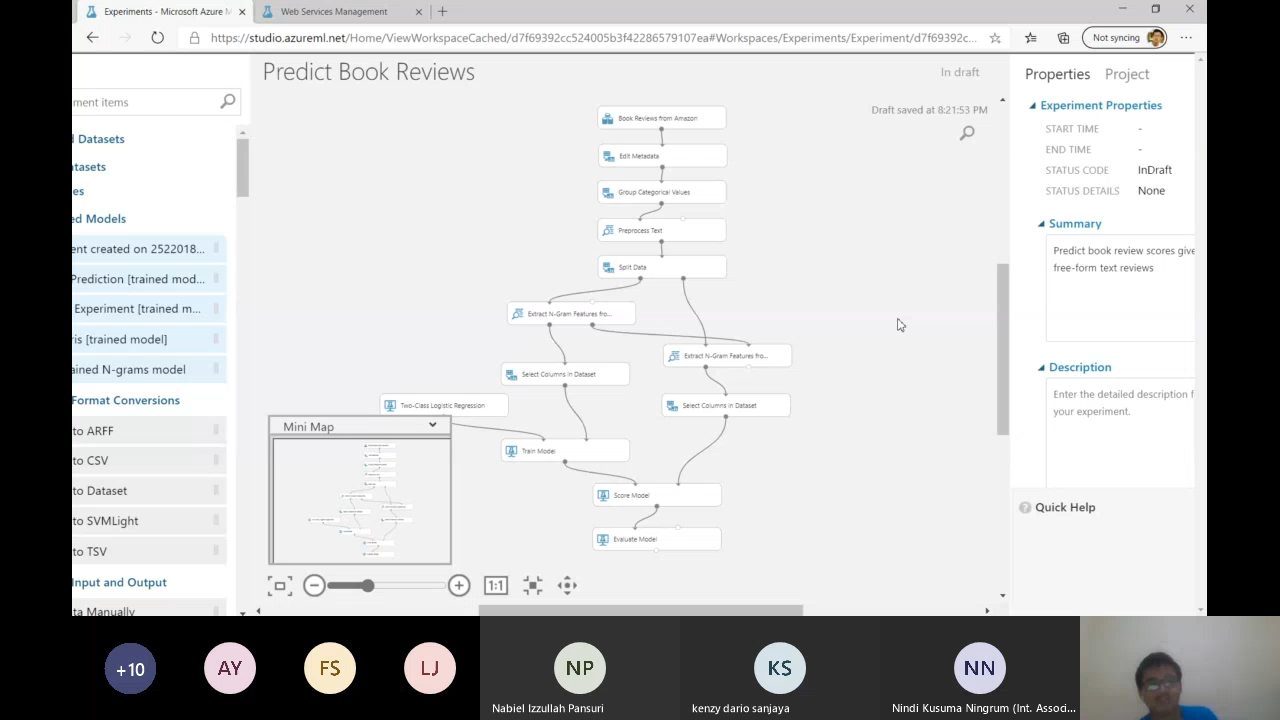 Experiments - Microsoft Azure M
Web Services Management
https://studio.azureml.net/Home/ViewWorkspaceCached/d7f69392cc524005b3f42286579107ea#Workspaces/Experiments/Experiment/d7f69392c...
Not syncing
ment items
d Datasets
atasets
es
ed Models
ent created on 2522018...
Prediction [trained mod...
Experiment [trained m...
ris [trained model]
ained N-grams model
Format Conversions
to ARFF
to CSV
to Dataset
to SVMLight
to TSV
Input and Output
ata Manually
Predict Book Reviews
In draft
Draft saved at 8:21:53 PM
Book Reviews from Amazon
Edit Metadata
Group Categorical Values
Preprocess Text
Split Data
Extract N-Gram Features fro...
Extract N-Gram Features fro...
Select Columns in Dataset
Two-Class Logistic Regression
Select Columns in Dataset
Train Model
Score Model
Evaluate Model
Mini Map
1:1
Properties
Project
Experiment Properties
START TIME -
END TIME -
STATUS CODE InDraft
STATUS DETAILS None
Summary
Predict book review scores give
free-form text reviews
Description
Enter the detailed description f
your experiment.
Quick Help
+10
AY
FS
LJ
NP
Nabiel Izzullah Pansuri
KS
kenzy dario sanjaya
NN
Nindi Kusuma Ningrum (Int. Associ...